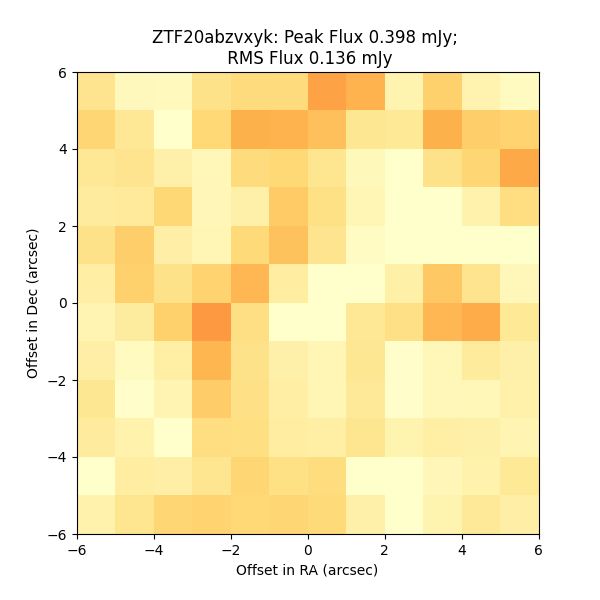 ZTF20abzvxyk: Peak Flux 0.398 mJy;
RMS Flux 0.136 mJy
6
4
2
0
−2
−4
−6
Offset in Dec (arcsec)
−6 −4 −2 0 2 4 6
Offset in RA (arcsec)